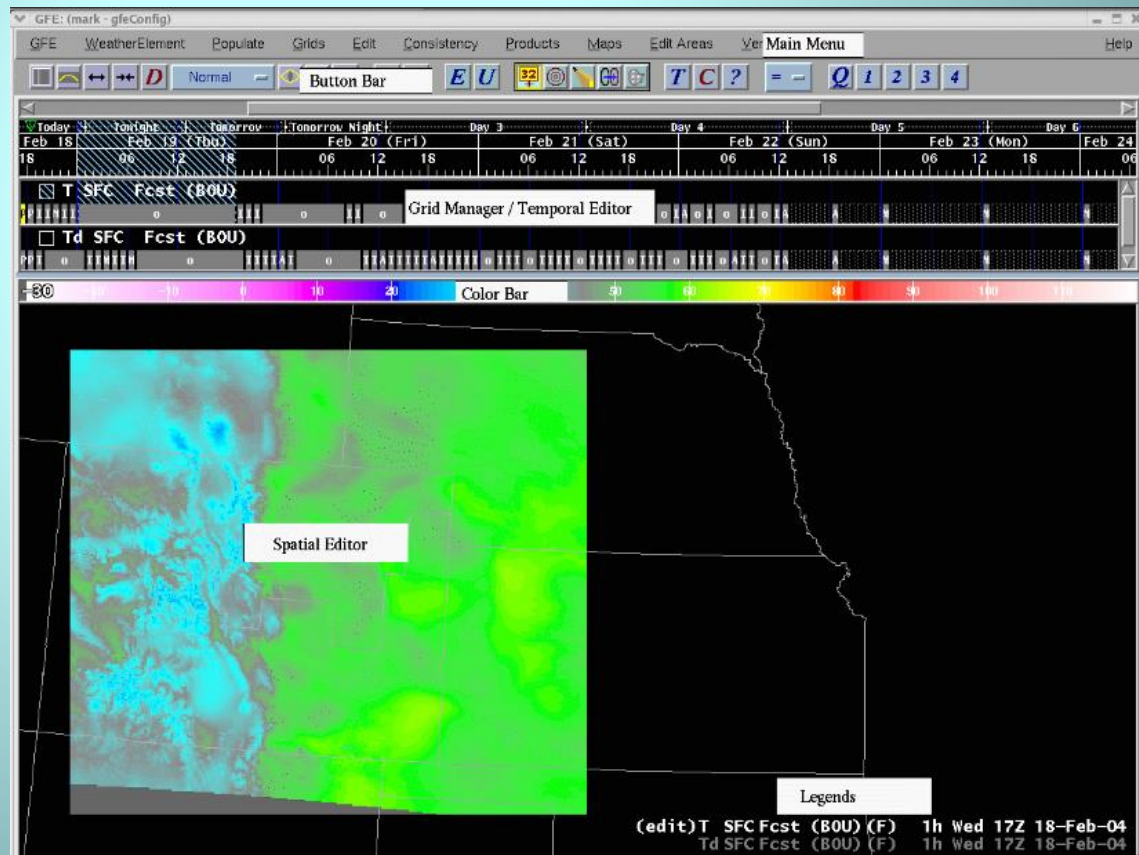 GFE: (mark - gfeConfig)
GFE WeatherElement Populate Grids Edit Consistency Products Maps Edit Areas Ver Main Menu Help
D Normal Button Bar E U 32 T C ? = Q 1 2 3 4
Today Tonight Tomorrow Tomorrow Night Day 3 Day 4 Day 5 Day 6
Feb 18 Feb 19 (Thu) Feb 20 (Fri) Feb 21 (Sat) Feb 22 (Sun) Feb 23 (Mon) Feb 24
18 06 12 18 06 12 18 06 12 18 06 12 18 06 12 18 06
T SFC Fcst (BOU)
Grid Manager / Temporal Editor
Td SFC Fcst (BOU)
-30 -10 0 10 20 Color Bar 50 60 70 80 90 100 110
Spatial Editor
Legends
(edit)T SFC Fcst (BOU) (F) 1h Wed 17Z 18-Feb-04
Td SFC Fcst (BOU) (F) 1h Wed 17Z 18-Feb-04